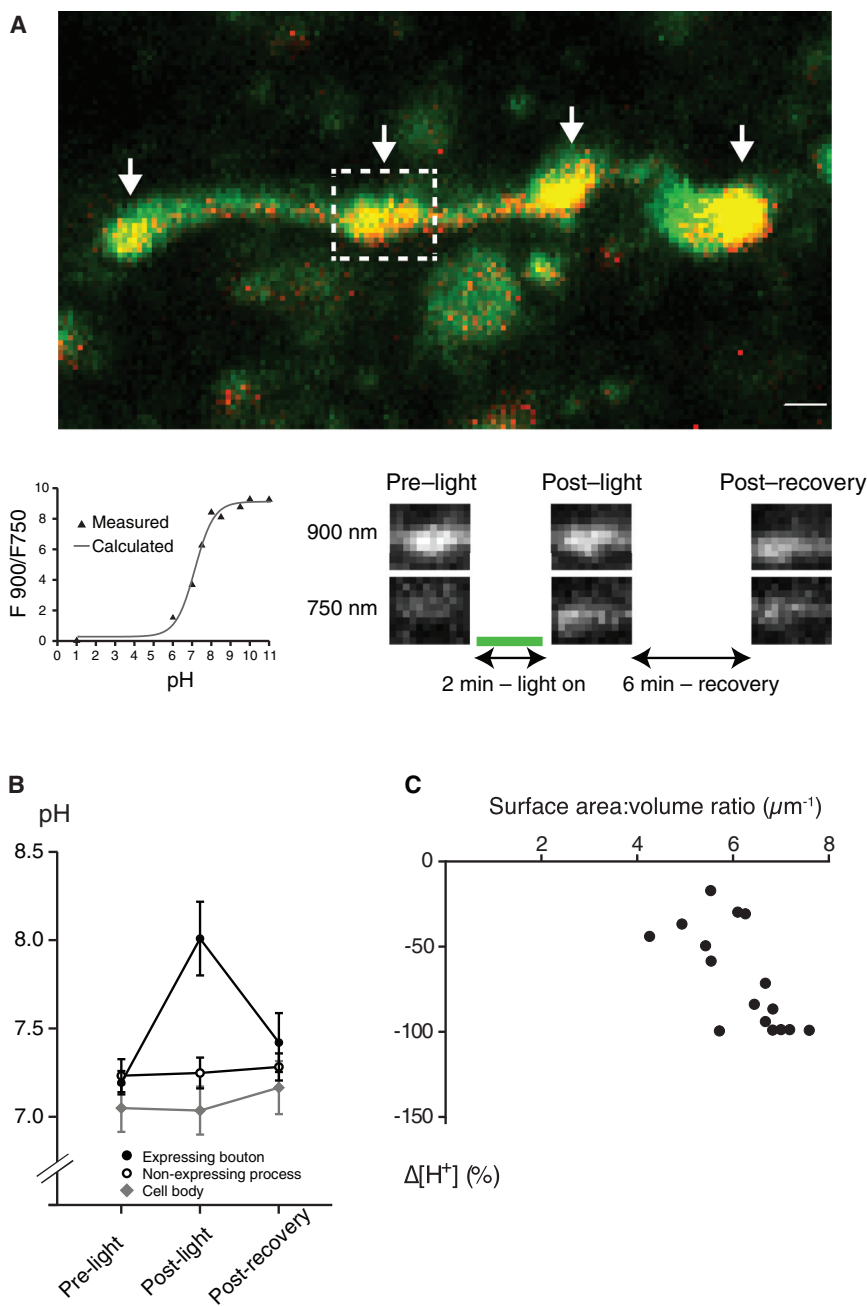 A
Pre–light Post–light Post–recovery
10
8
6
4
2
0
F 900/F750
Measured
Calculated
0 1 2 3 4 5 6 7 8 9 10 11
pH
900 nm
750 nm
2 min – light on 6 min – recovery
B
pH
8.5
8.0
7.5
7.0
Expressing bouton
Non-expressing process
Cell body
Pre-light
Post-light
Post-recovery
C
Surface area:volume ratio (µm⁻¹)
2 4 6 8
0
-50
-100
-150
Δ[H⁺] (%)